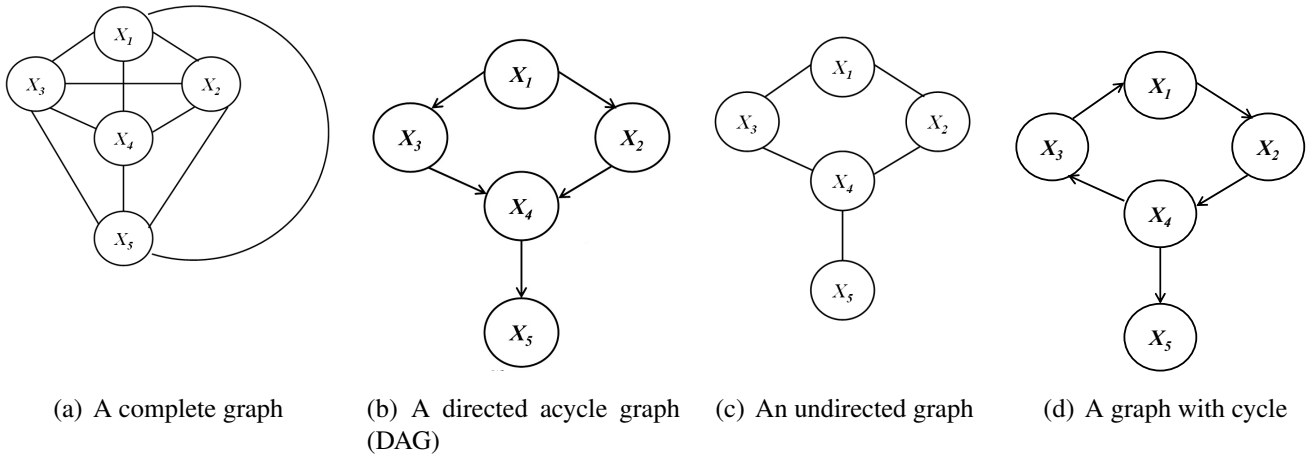 X1
X3
X2
X4
X5
X1
X3
X2
X4
X5
X1
X3
X2
X4
X5
X1
X3
X2
X4
X5
(a) A complete graph
(b) A directed acycle graph
(DAG)
(c) An undirected graph
(d) A graph with cycle